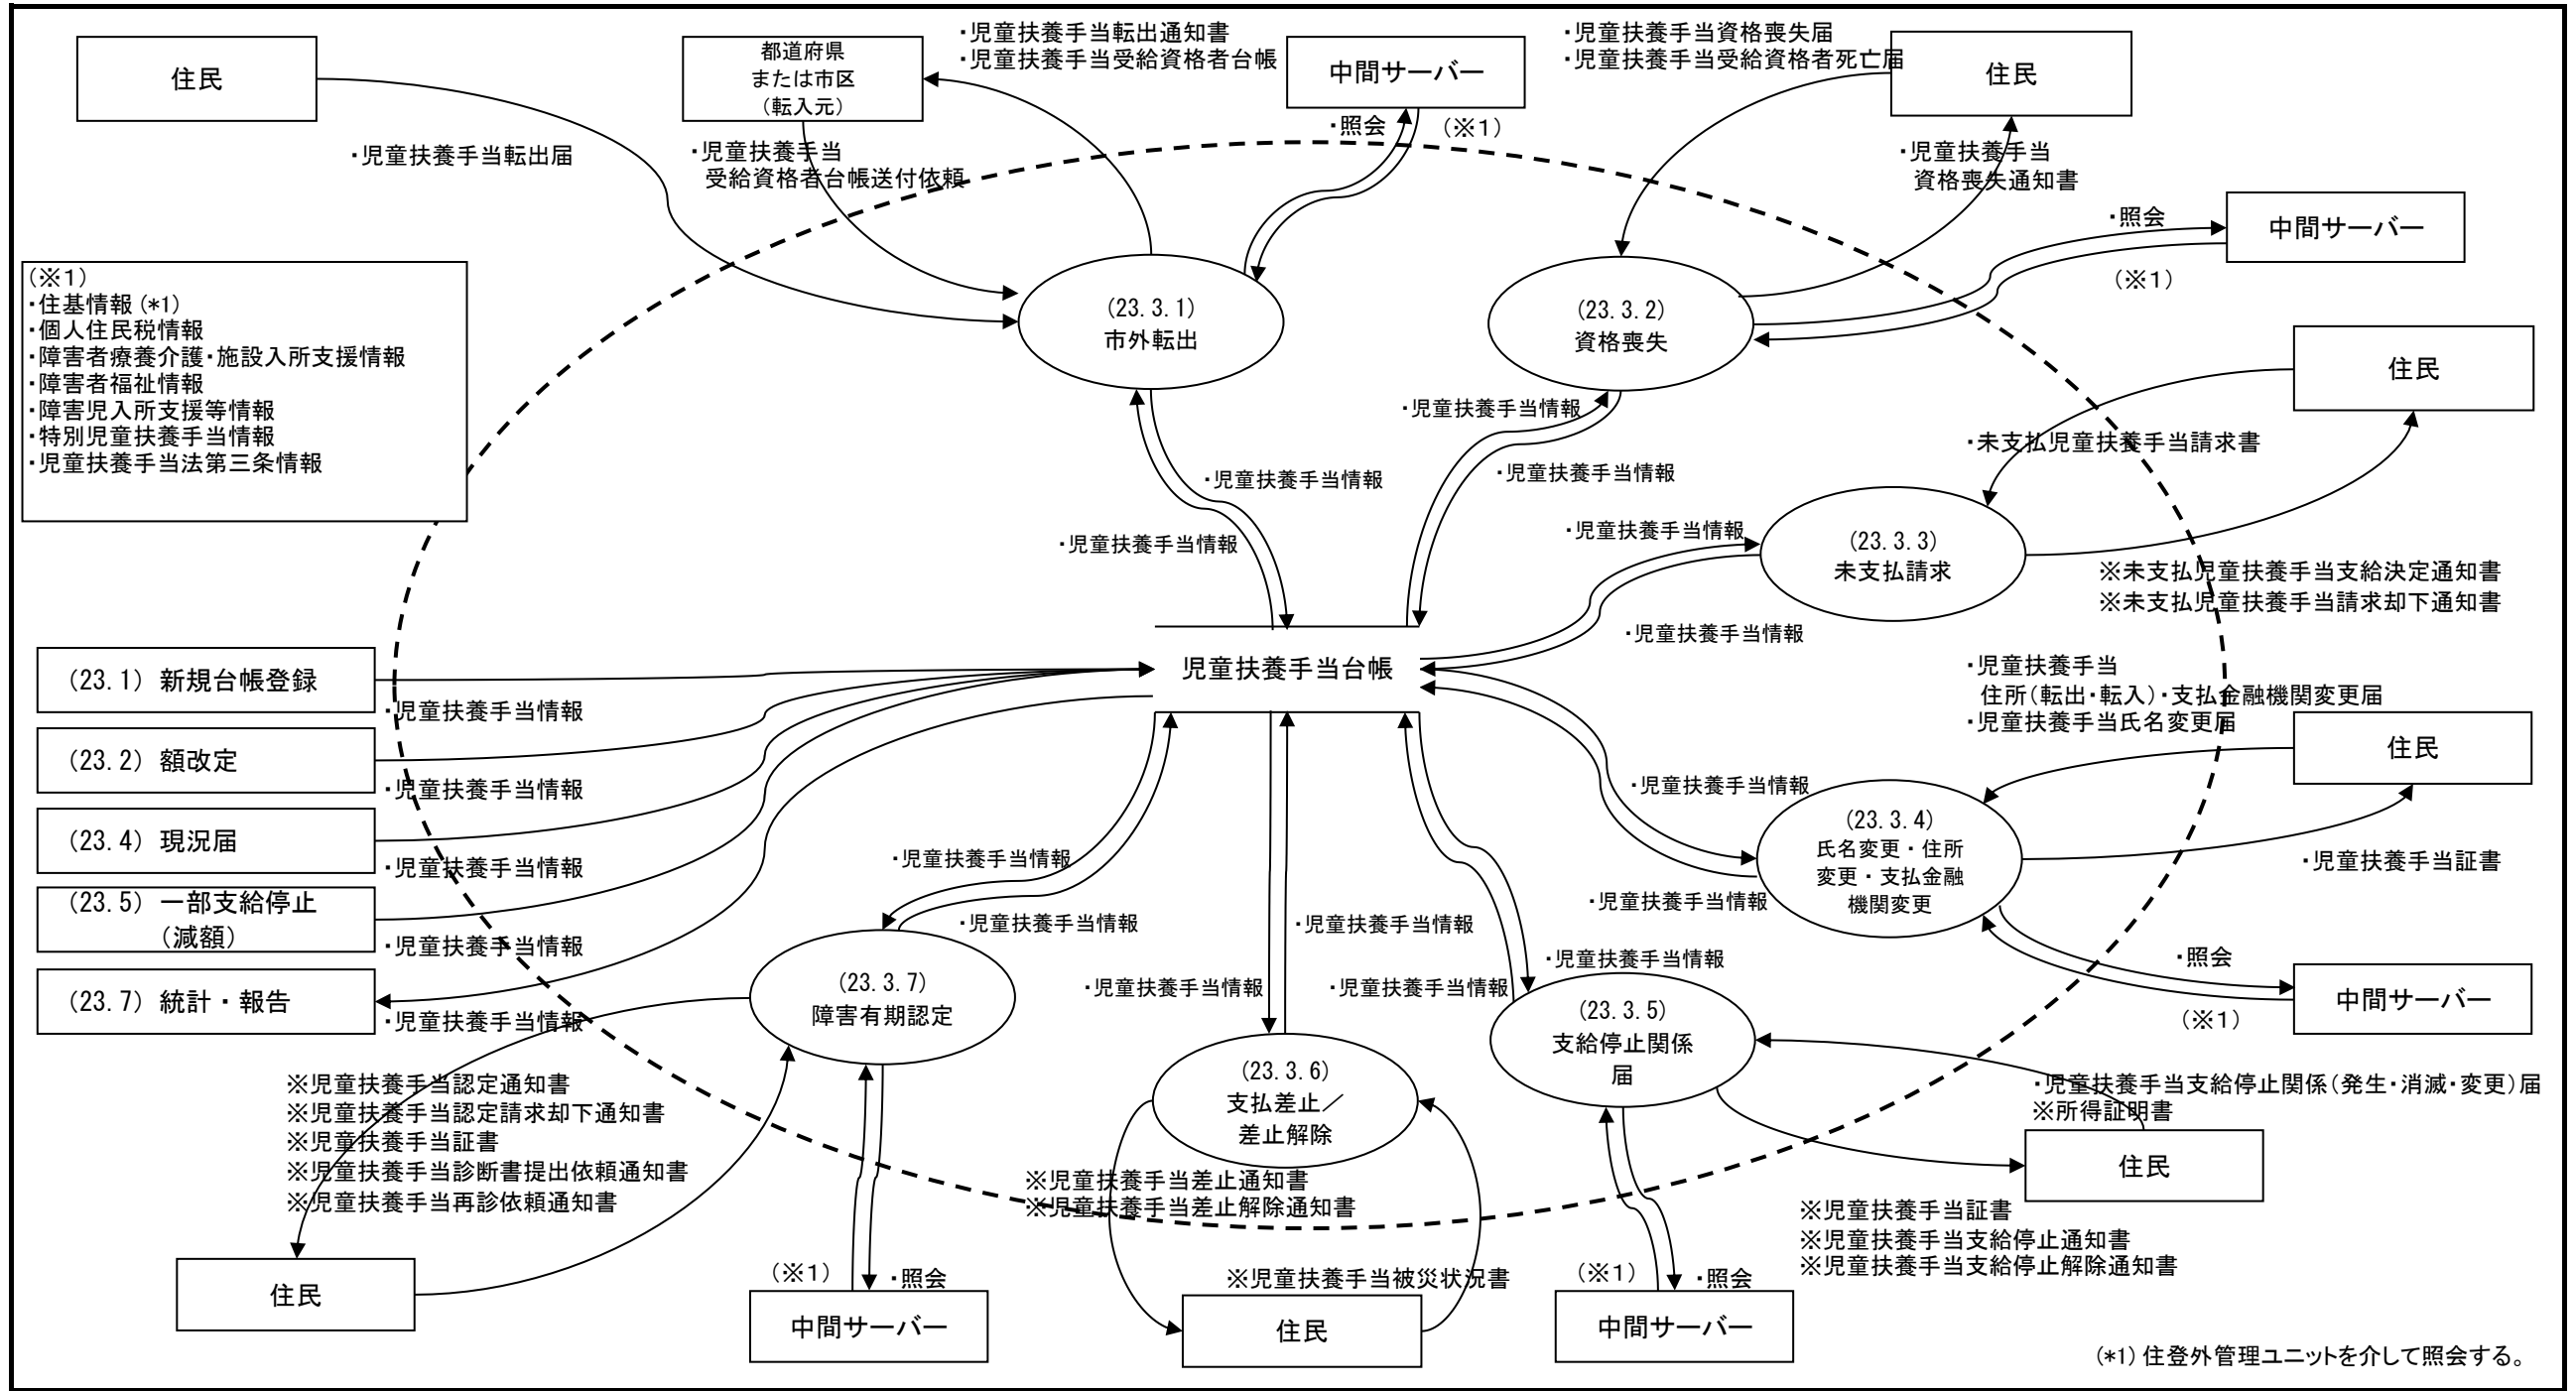 ・児童扶養手当転出通知書
・児童扶養手当受給資格者台帳
・児童扶養手当資格喪失届
・児童扶養手当受給資格者死亡届
住民
都道府県
または市区
（転入元）
中間サーバー
住民
・児童扶養手当転出届
・児童扶養手当
受給資格者台帳送付依頼
・照会
（※1）
・児童扶養手当
資格喪失通知書
・照会
中間サーバー
（※1）
（※1）
・住基情報(*1)
・個人住民税情報
・障害者療養介護・施設入所支援情報
・障害者福祉情報
・障害児入所支援等情報
・特別児童扶養手当情報
・児童扶養手当法第三条情報
(23.3.1)
市外転出
(23.3.2)
資格喪失
住民
・児童扶養手当情報
・未支払児童扶養手当請求書
・児童扶養手当情報
・児童扶養手当情報
・児童扶養手当情報
・児童扶養手当情報
(23.3.3)
未支払請求
※未支払児童扶養手当支給決定通知書
※未支払児童扶養手当請求却下通知書
・児童扶養手当情報
児童扶養手当台帳
(23.1) 新規台帳登録
・児童扶養手当情報
・児童扶養手当
住所（転出・転入）・支払金融機関変更届
・児童扶養手当氏名変更届
住民
(23.2) 額改定
・児童扶養手当情報
・児童扶養手当情報
(23.3.4)
氏名変更・住所
変更・支払金融
機関変更
・児童扶養手当証書
(23.4) 現況届
・児童扶養手当情報
・児童扶養手当情報
・児童扶養手当情報
(23.5) 一部支給停止
（減額）
・児童扶養手当情報
・児童扶養手当情報
・児童扶養手当情報
・児童扶養手当情報
・照会
中間サーバー
（※1）
(23.7) 統計・報告
・児童扶養手当情報
(23.3.7)
障害有期認定
・児童扶養手当情報
・児童扶養手当情報
(23.3.5)
支給停止関係
届
(23.3.6)
支払差止／
差止解除
・児童扶養手当支給停止関係（発生・消滅・変更）届
※所得証明書
住民
※児童扶養手当認定通知書
※児童扶養手当認定請求却下通知書
※児童扶養手当証書
※児童扶養手当診断書提出依頼通知書
※児童扶養手当再診依頼通知書
※児童扶養手当差止通知書
※児童扶養手当差止解除通知書
※児童扶養手当証書
※児童扶養手当支給停止通知書
※児童扶養手当支給停止解除通知書
住民
（※1）
・照会
中間サーバー
※児童扶養手当被災状況書
住民
（※1）
・照会
中間サーバー
(*1)住登外管理ユニットを介して照会する。